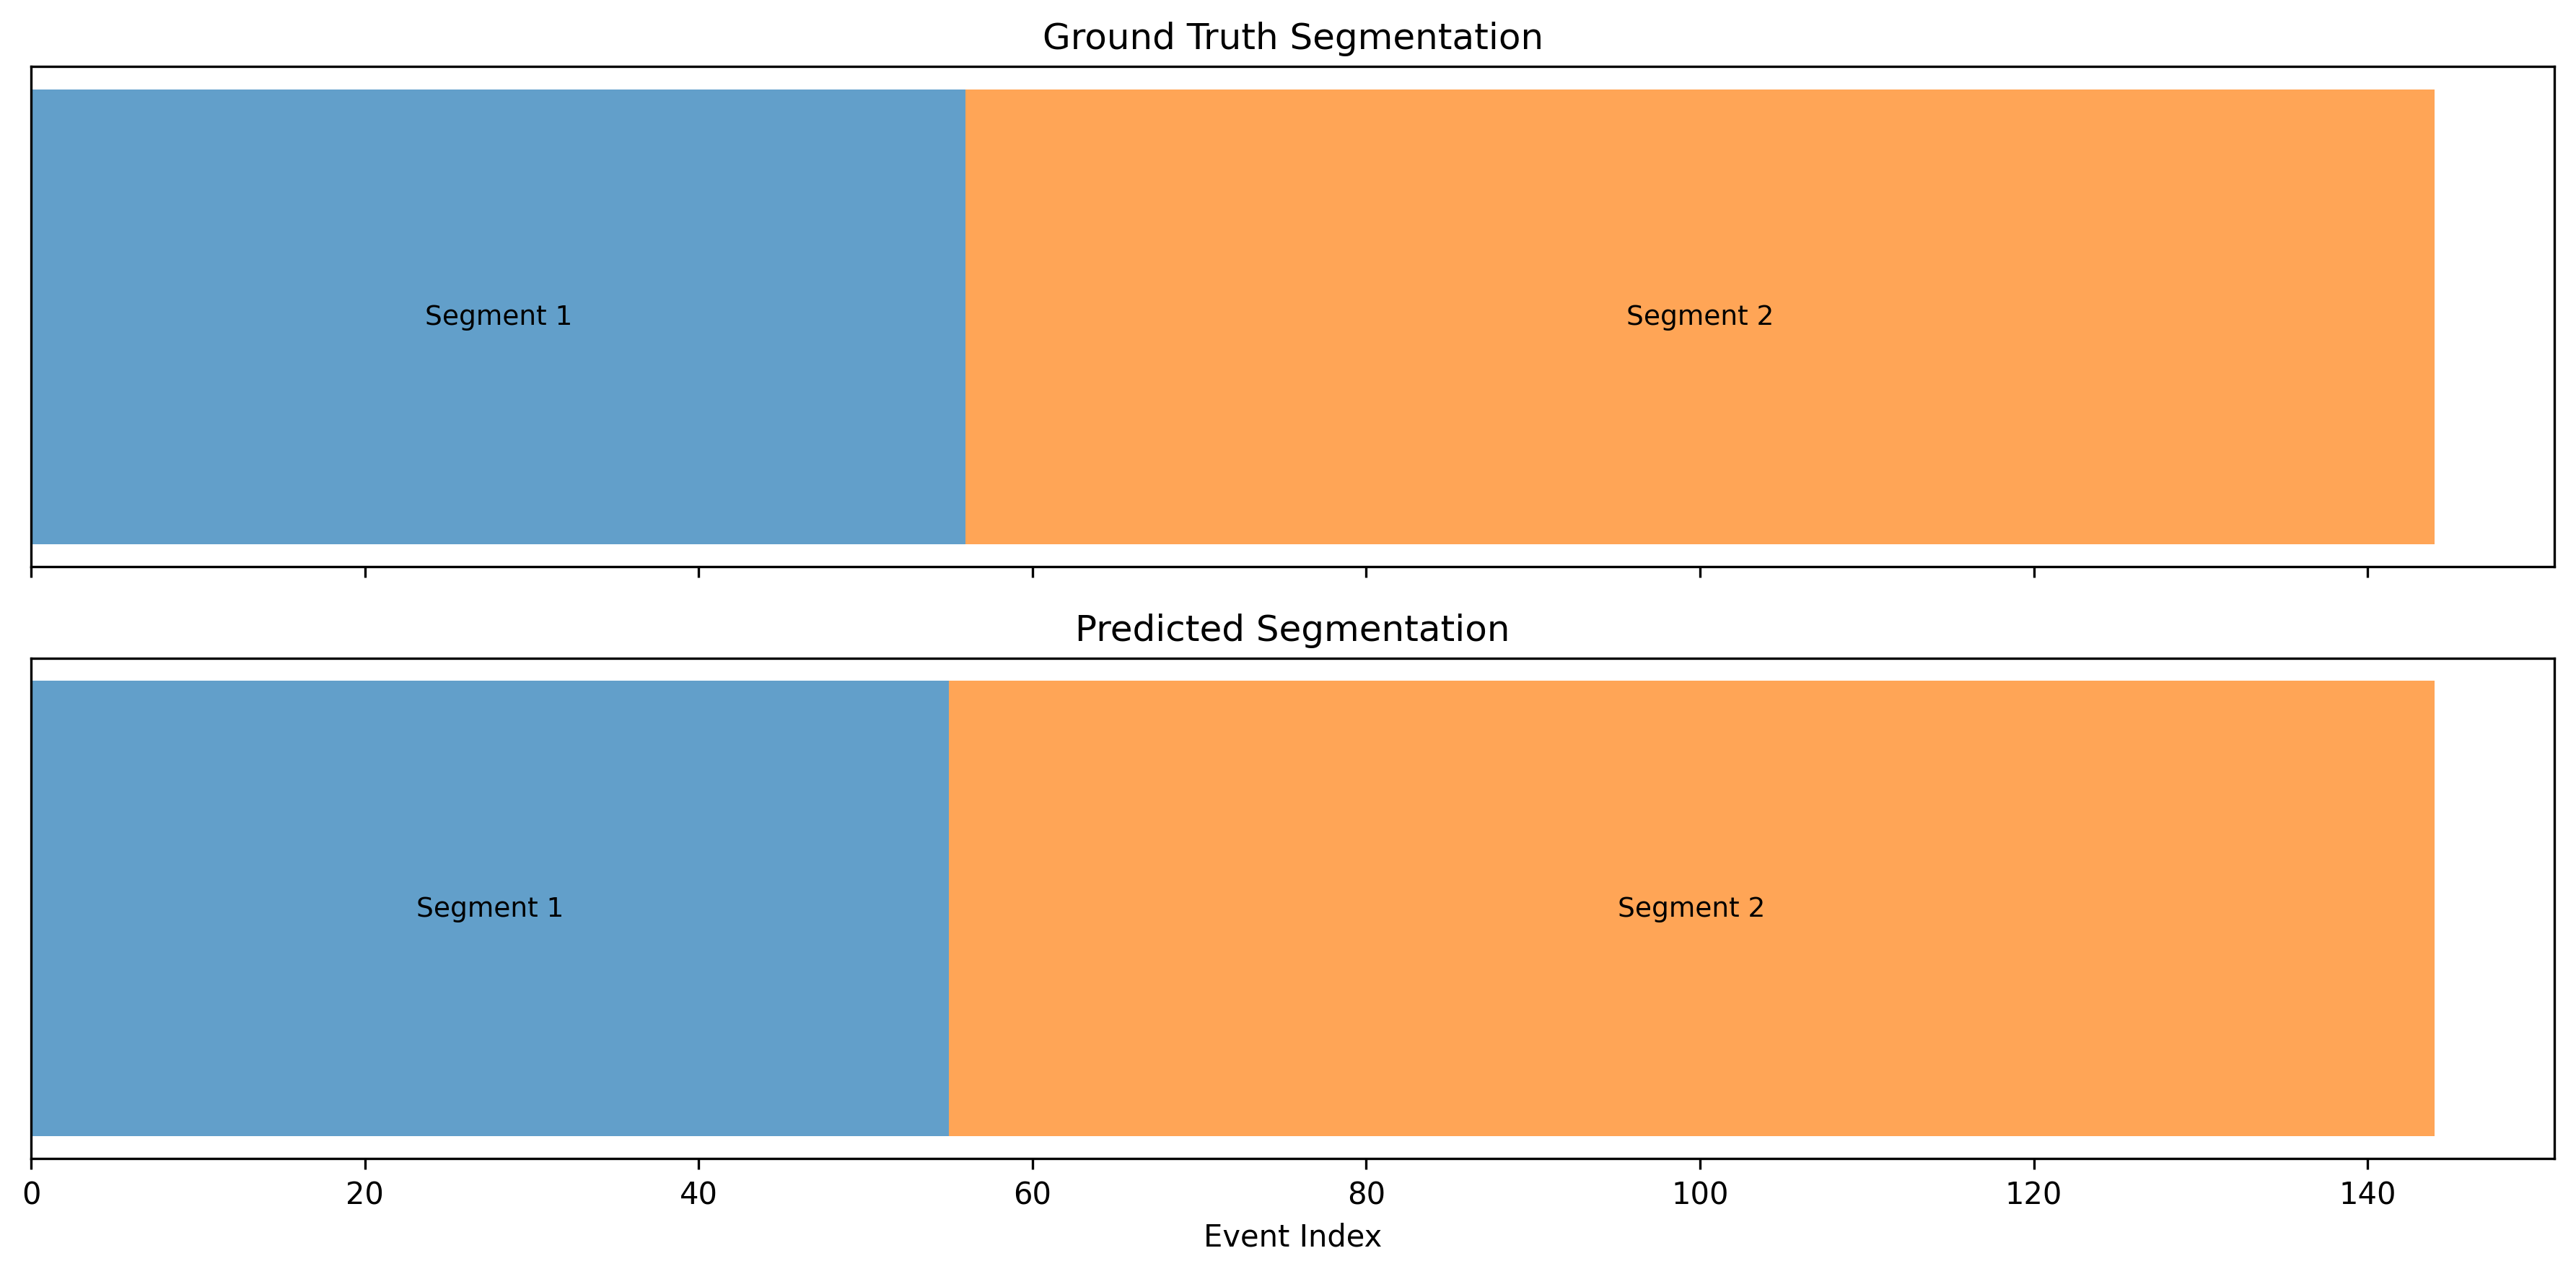 Ground Truth Segmentation
Segment 1 Segment 2
Predicted Segmentation
Segment 1 Segment 2
0 20 40 60 80 100 120 140
Event Index